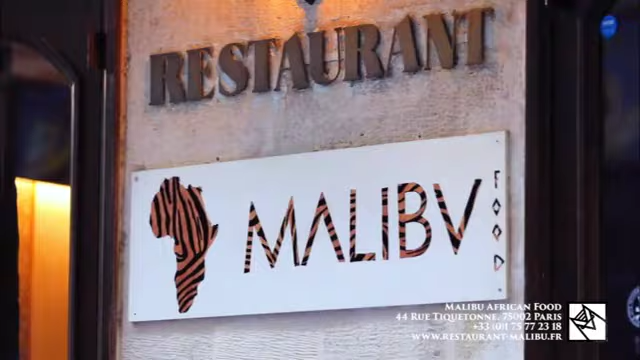 RESTAURANT
MALIBV
FOOD
MALIBU AFRICAN FOOD
44 RUE TIQUETONNE, 75002 PARIS
+33 (0)1 75 77 23 18
WWW.RESTAURANT-MALIBU.FR